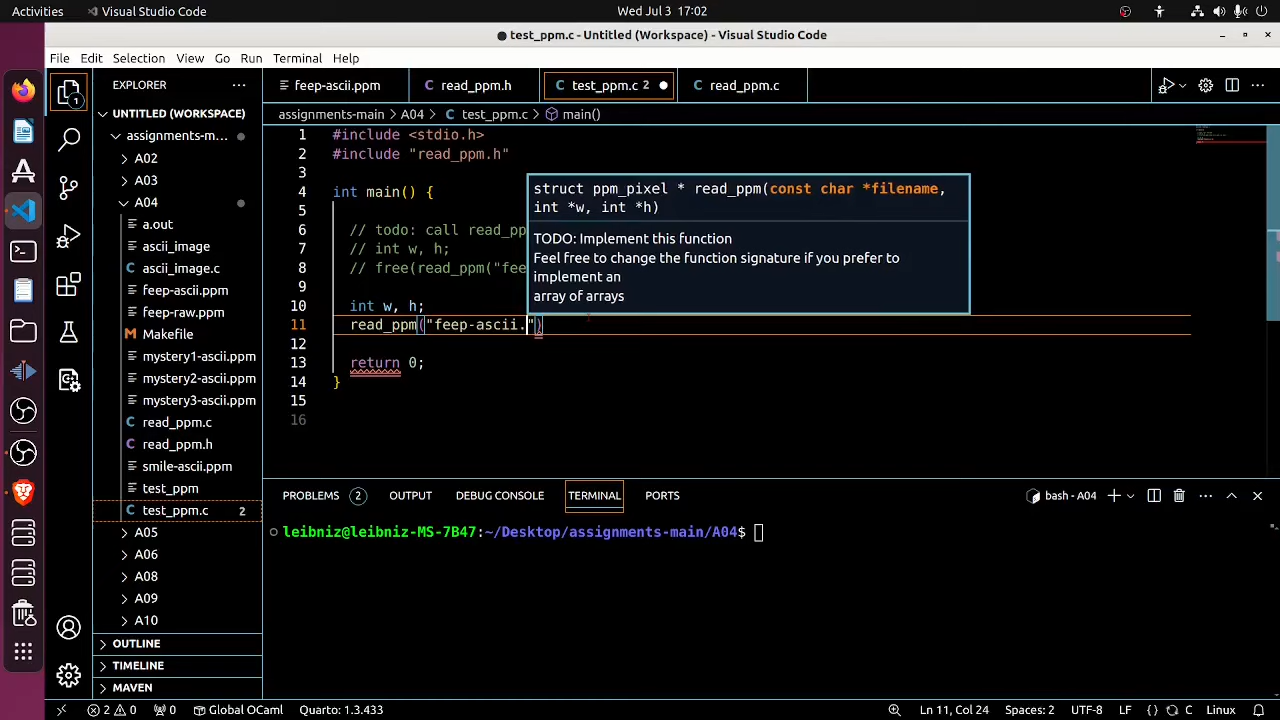 Activities
Visual Studio Code
Wed Jul 3 17:02
test_ppm.c - Untitled (Workspace) - Visual Studio Code
File Edit Selection View Go Run Terminal Help
EXPLORER
feep-ascii.ppm
C read_ppm.h
C test_ppm.c 2
C read_ppm.c
1
UNTITLED (WORKSPACE)
assignments-main > A04 > C test_ppm.c > main()
assignments-m...
A02
A03
A04
a.out
ascii_image
C ascii_image.c
feep-ascii.ppm
feep-raw.ppm
M Makefile
mystery1-ascii.ppm
mystery2-ascii.ppm
mystery3-ascii.ppm
C read_ppm.c
C read_ppm.h
smile-ascii.ppm
test_ppm
C test_ppm.c 2
A05
A06
A08
A09
A10
OUTLINE
TIMELINE
MAVEN
1 #include <stdio.h>
2 #include "read_ppm.h"
3
4 int main() {
5
6 // todo: call read_pp
7 // int w, h;
8 // free(read_ppm("fee
9
10 int w, h;
11 read_ppm("feep-ascii.")
12
13 return 0;
14 }
15
16
struct ppm_pixel * read_ppm(const char *filename,
int *w, int *h)
TODO: Implement this function
Feel free to change the function signature if you prefer to
implement an
array of arrays
PROBLEMS 2 OUTPUT DEBUG CONSOLE TERMINAL PORTS
bash - A04
leibniz@leibniz-MS-7B47:~/Desktop/assignments-main/A04$
2 0 0 Global OCaml Quarto: 1.3.433
Ln 11, Col 24 Spaces: 2 UTF-8 LF {} C Linux